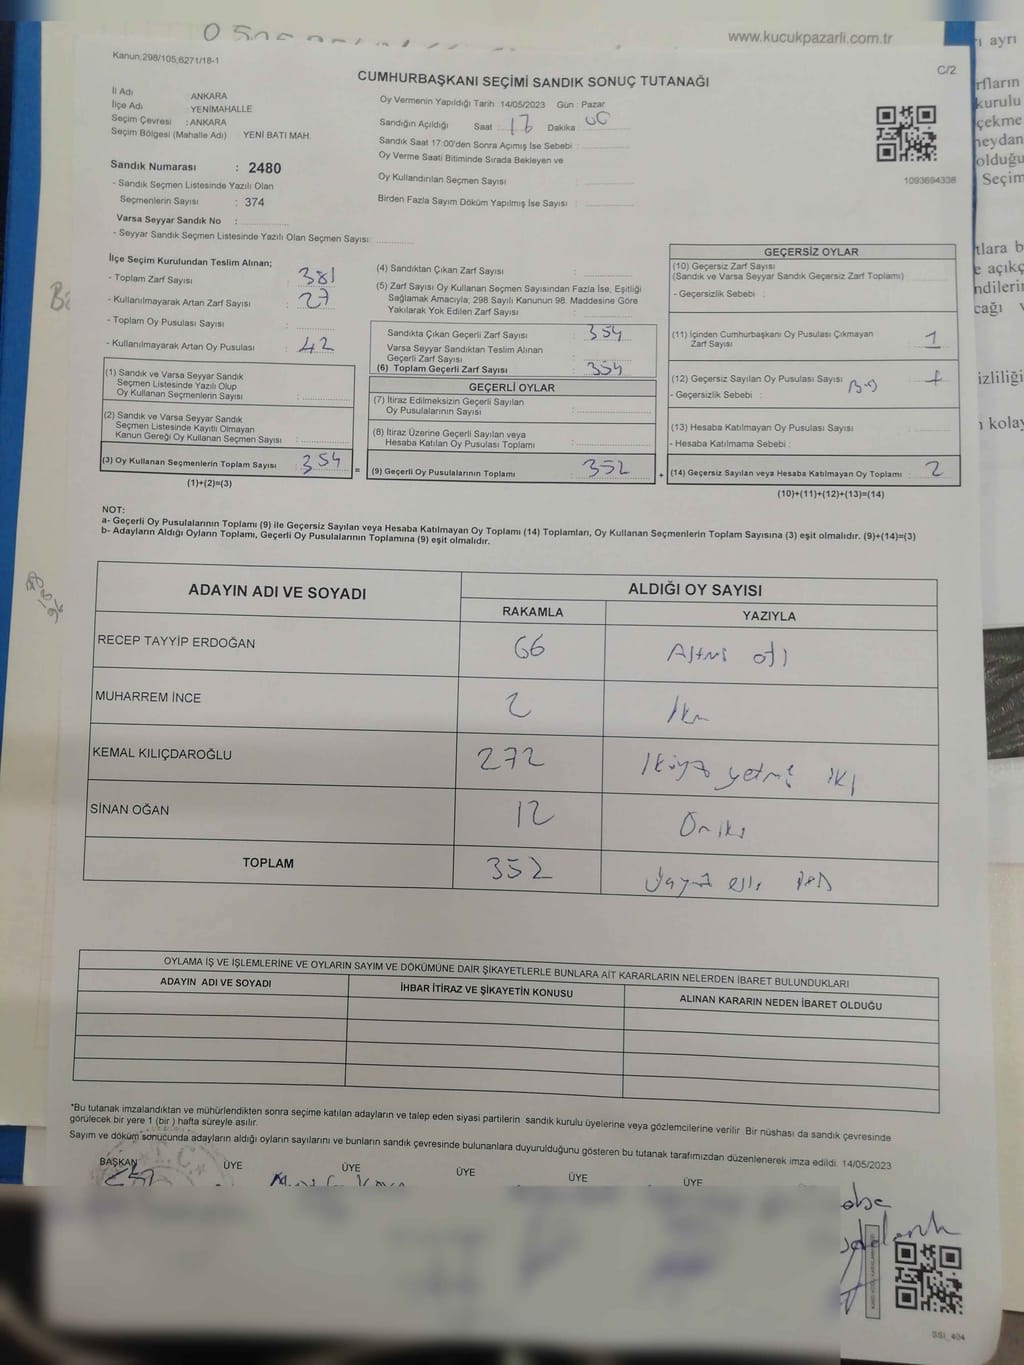 www.kucukpazarli.com.tr
Kanun;298/105;6271/18-1
C/2
CUMHURBAŞKANI SEÇİMİ SANDIK SONUÇ TUTANAĞI
İl Adı : ANKARA
İlçe Adı : YENİMAHALLE
Seçim Çevresi : ANKARA
Seçim Bölgesi (Mahalle Adı) YENİ BATI MAH.
Oy Vermenin Yapıldığı Tarih :14/05/2023 Gün : Pazar
Sandığın Açıldığı Saat : 17 Dakika : 00
Sandık Saat 17:00'den Sonra Açımış İse Sebebi :
Oy Verme Saati Bitiminde Sırada Bekleyen ve
Oy Kullandırılan Seçmen Sayısı :
Birden Fazla Sayım Döküm Yapılmış İse Sayısı :
1093694336
Sandık Numarası : 2480
- Sandık Seçmen Listesinde Yazılı Olan
Seçmenlerin Sayısı : 374
Varsa Seyyar Sandık No :
- Seyyar Sandık Seçmen Listesinde Yazılı Olan Seçmen Sayısı:
İlçe Seçim Kurulundan Teslim Alınan;
- Toplam Zarf Sayısı : 381
- Kullanılmayarak Artan Zarf Sayısı : 27
- Toplam Oy Pusulası Sayısı :
- Kullanılmayarak Artan Oy Pusulası : 42
(1) Sandık ve Varsa Seyyar Sandık
Seçmen Listesinde Yazılı Olup
Oy Kullanan Seçmenlerin Sayısı :
(2) Sandık ve Varsa Seyyar Sandık
Seçmen Listesinde Kayıtlı Olmayan
Kanun Gereği Oy Kullanan Seçmen Sayısı :
(3) Oy Kullanan Seçmenlerin Toplam Sayısı : 354
(1)+(2)=(3)
(4) Sandıktan Çıkan Zarf Sayısı :
(5) Zarf Sayısı Oy Kullanan Seçmen Sayısından Fazla İse, Eşitliği
Sağlamak Amacıyla; 298 Sayılı Kanunun 98. Maddesine Göre
Yakılarak Yok Edilen Zarf Sayısı :
Sandıkta Çıkan Geçerli Zarf Sayısı : 354
Varsa Seyyar Sandıktan Teslim Alınan
Geçerli Zarf Sayısı :
(6) Toplam Geçerli Zarf Sayısı : 354
GEÇERLİ OYLAR
(7) İtiraz Edilmeksizin Geçerli Sayılan
Oy Pusulalarının Sayısı :
(8) İtiraz Üzerine Geçerli Sayılan veya
Hesaba Katılan Oy Pusulası Toplamı :
= (9) Geçerli Oy Pusulalarının Toplamı : 352 +
GEÇERSİZ OYLAR
(10) Geçersiz Zarf Sayısı
(Sandık ve Varsa Seyyar Sandık Geçersiz Zarf Toplamı)
- Geçersizlik Sebebi :
(11) İçinden Cumhurbaşkanı Oy Pusulası Çıkmayan
Zarf Sayısı : 1
(12) Geçersiz Sayılan Oy Pusulası Sayısı :
- Geçersizlik Sebebi :
(13) Hesaba Katılmayan Oy Pusulası Sayısı :
- Hesaba Katılmama Sebebi :
(14) Geçersiz Sayılan veya Hesaba Katılmayan Oy Toplamı : 2
(10)+(11)+(12)+(13)=(14)
NOT:
a- Geçerli Oy Pusulalarının Toplamı (9) ile Geçersiz Sayılan veya Hesaba Katılmayan Oy Toplamı (14) Toplamları, Oy Kullanan Seçmenlerin Toplam Sayısına (3) eşit olmalıdır. (9)+(14)=(3)
b- Adayların Aldığı Oyların Toplamı, Geçerli Oy Pusulalarının Toplamına (9) eşit olmalıdır.
ADAYIN ADI VE SOYADI
ALDIĞI OY SAYISI
RAKAMLA YAZIYLA
RECEP TAYYİP ERDOĞAN 66 Altmış altı
MUHARREM İNCE 2 İki
KEMAL KILIÇDAROĞLU 272 İkiyüz yetmiş iki
SİNAN OĞAN 12 Oniki
TOPLAM 352
OYLAMA İŞ VE İŞLEMLERİNE VE OYLARIN SAYIM VE DÖKÜMÜNE DAİR ŞİKAYETLERLE BUNLARA AİT KARARLARIN NELERDEN İBARET BULUNDUKLARI
ADAYIN ADI VE SOYADI İHBAR İTİRAZ VE ŞİKAYETİN KONUSU ALINAN KARARIN NEDEN İBARET OLDUĞU
*Bu tutanak imzalandıktan ve mühürlendikten sonra seçime katılan adayların ve talep eden siyasi partilerin sandık kurulu üyelerine veya gözlemcilerine verilir. Bir nüshası da sandık çevresinde
görülecek bir yere 1 (bir ) hafta süreyle asılır.
Sayım ve döküm sonucunda adayların aldığı oyların sayılarını ve bunların sandık çevresinde bulunanlara duyurulduğunu gösteren bu tutanak tarafımızdan düzenlenerek imza edildi. 14/05/2023
BAŞKAN ÜYE ÜYE ÜYE ÜYE ÜYE
T.C.
SSI_404